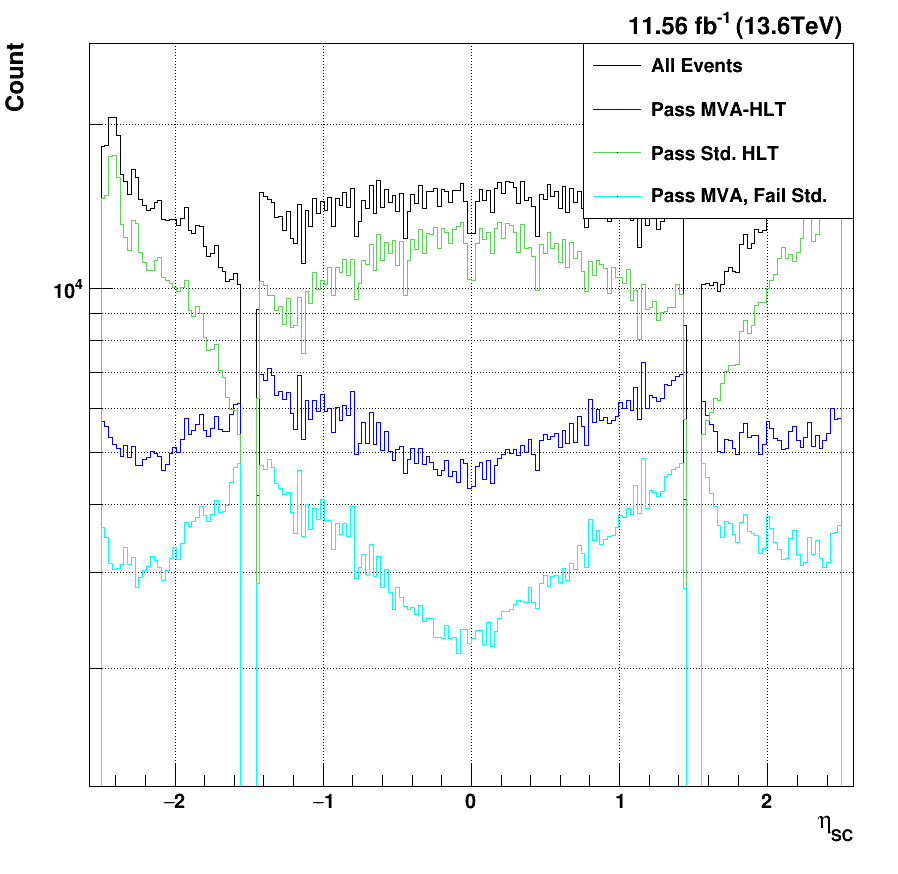 11.56 fb-1 (13.6TeV)
Count
All Events
Pass MVA-HLT
Pass Std. HLT
Pass MVA, Fail Std.
10^4
−2 −1 0 1 2
ηSC